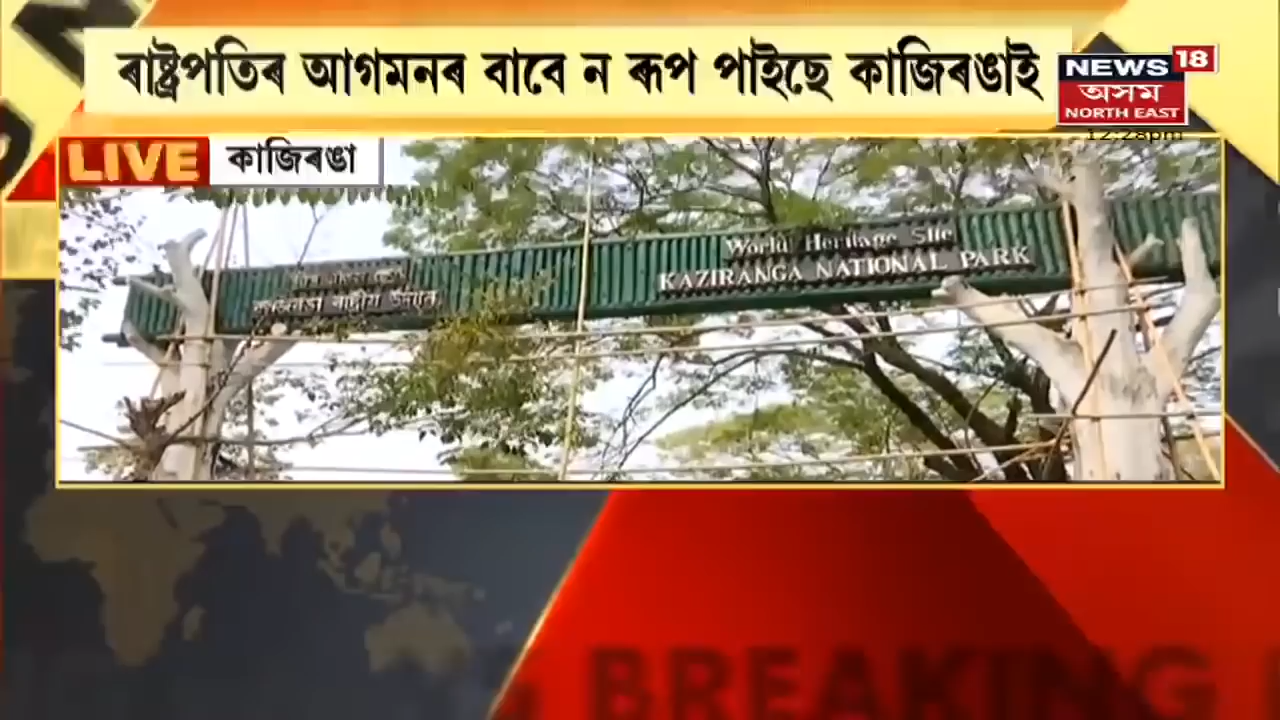 ৰাষ্ট্ৰপতিৰ আগমনৰ বাবে ন ৰূপ পাইছে কাজিৰঙাই
NEWS 18
অসম
NORTH EAST
12:28pm
LIVE কাজিৰঙা
World Heritage Site
KAZIRANGA NATIONAL PARK
ৰাষ্ট্ৰীয়
BREAKING